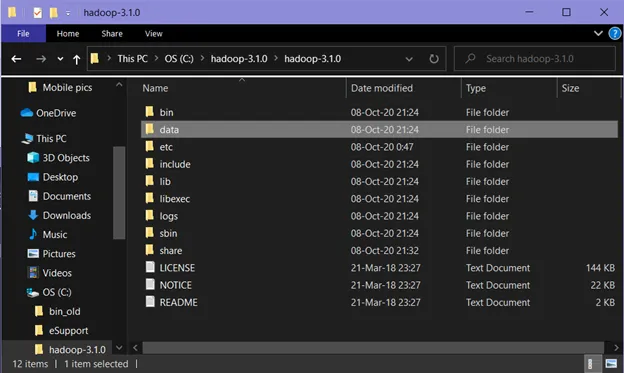 hadoop-3.1.0
File Home Share View
This PC OS (C:) hadoop-3.1.0 hadoop-3.1.0 Search hadoop-3.1.0
Mobile pics
OneDrive
This PC
3D Objects
Desktop
Documents
Downloads
Music
Pictures
Videos
OS (C:)
bin_old
eSupport
hadoop-3.1.0
Name Date modified Type Size
bin 08-Oct-20 21:24 File folder
data 08-Oct-20 21:24 File folder
etc 08-Oct-20 0:47 File folder
include 08-Oct-20 21:24 File folder
lib 08-Oct-20 21:24 File folder
libexec 08-Oct-20 21:24 File folder
logs 08-Oct-20 21:24 File folder
sbin 08-Oct-20 21:24 File folder
share 08-Oct-20 21:32 File folder
LICENSE 21-Mar-18 23:27 Text Document 144 KB
NOTICE 21-Mar-18 23:27 Text Document 22 KB
README 21-Mar-18 23:27 Text Document 2 KB
12 items 1 item selected